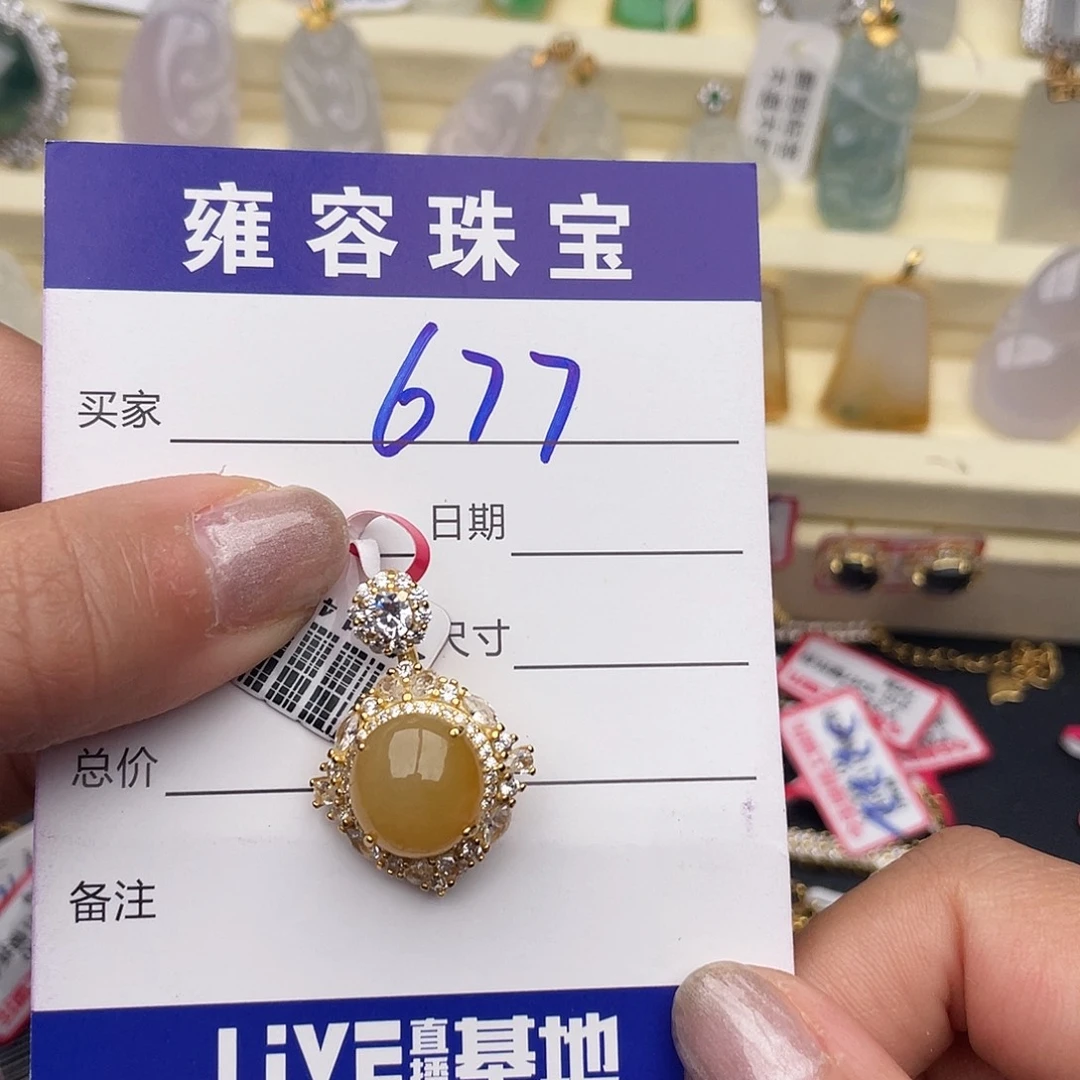 雍容珠宝
买家 677
日期
尺寸
总价
备注
LiVE直播基地